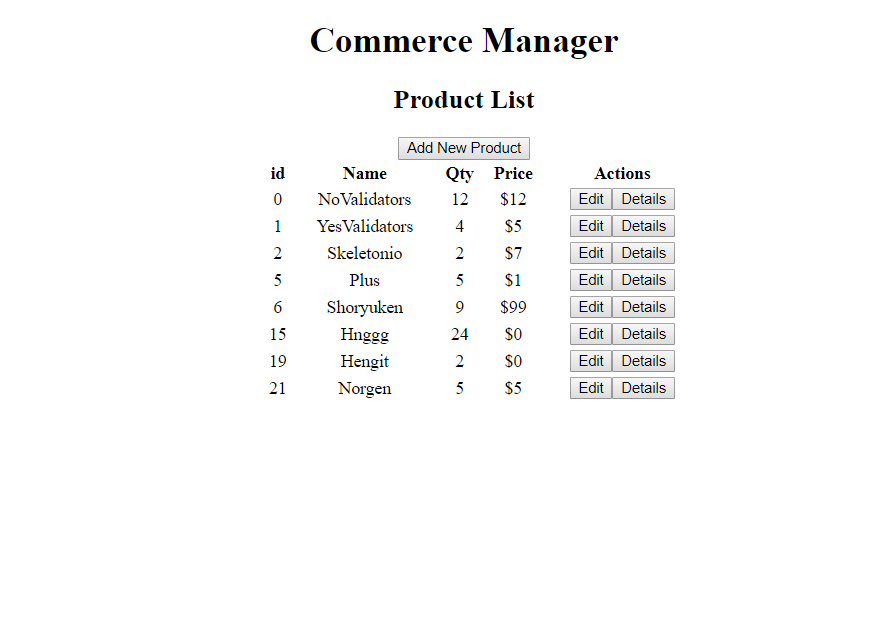 Commerce Manager
Product List
Add New Product
id Name Qty Price Actions
0 NoValidators 12 $12 Edit Details
1 YesValidators 4 $5 Edit Details
2 Skeletonio 2 $7 Edit Details
5 Plus 5 $1 Edit Details
6 Shoryuken 9 $99 Edit Details
15 Hnggg 24 $0 Edit Details
19 Hengit 2 $0 Edit Details
21 Norgen 5 $5 Edit Details